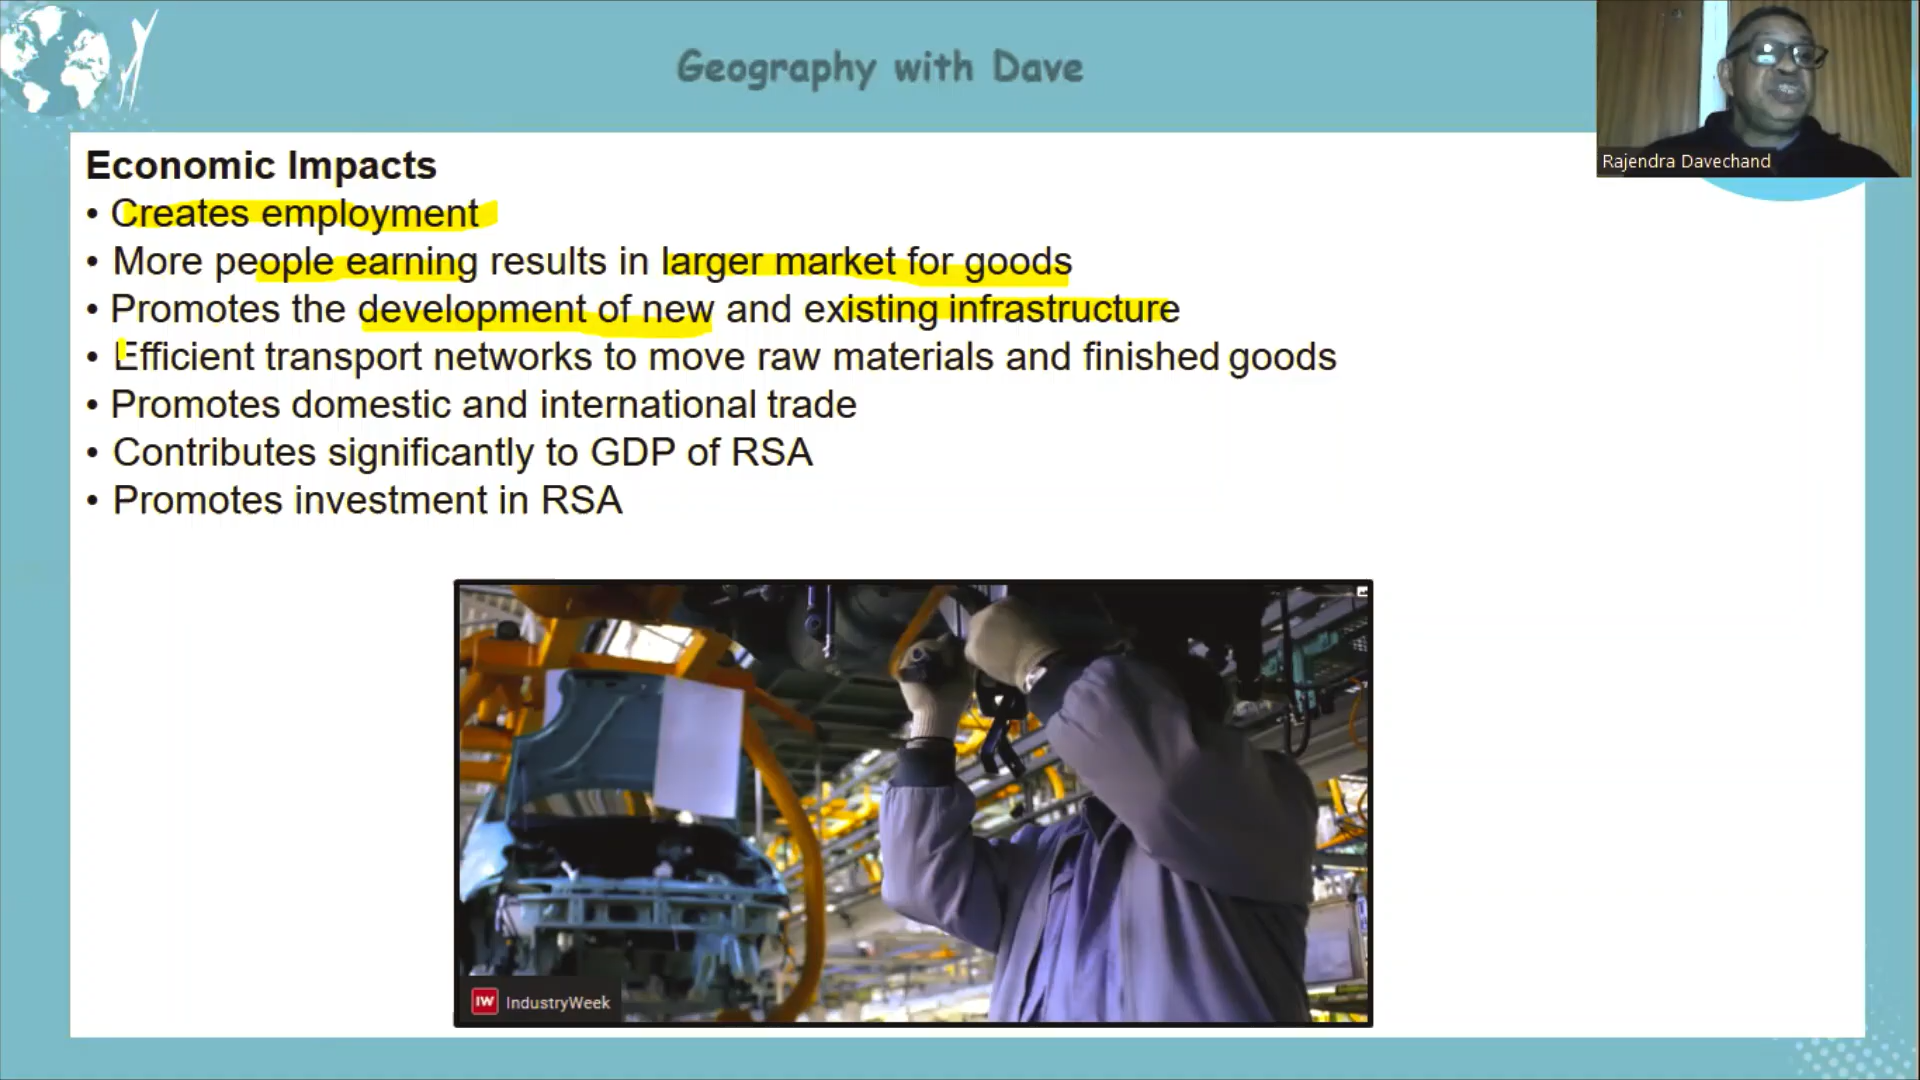 Geography with Dave
Rajendra Davechand
Economic Impacts
• Creates employment
• More people earning results in larger market for goods
• Promotes the development of new and existing infrastructure
• Efficient transport networks to move raw materials and finished goods
• Promotes domestic and international trade
• Contributes significantly to GDP of RSA
• Promotes investment in RSA
IW IndustryWeek